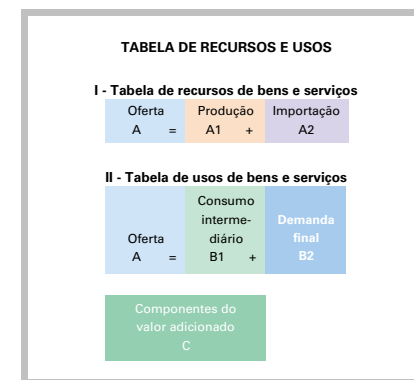 TABELA DE RECURSOS E USOS
I - Tabela de recursos de bens e serviços
Oferta Produção Importação
A = A1 + A2
II - Tabela de usos de bens e serviços
Consumo
interme- Demanda
Oferta diário final
A = B1 + B2
Componentes do
valor adicionado
C